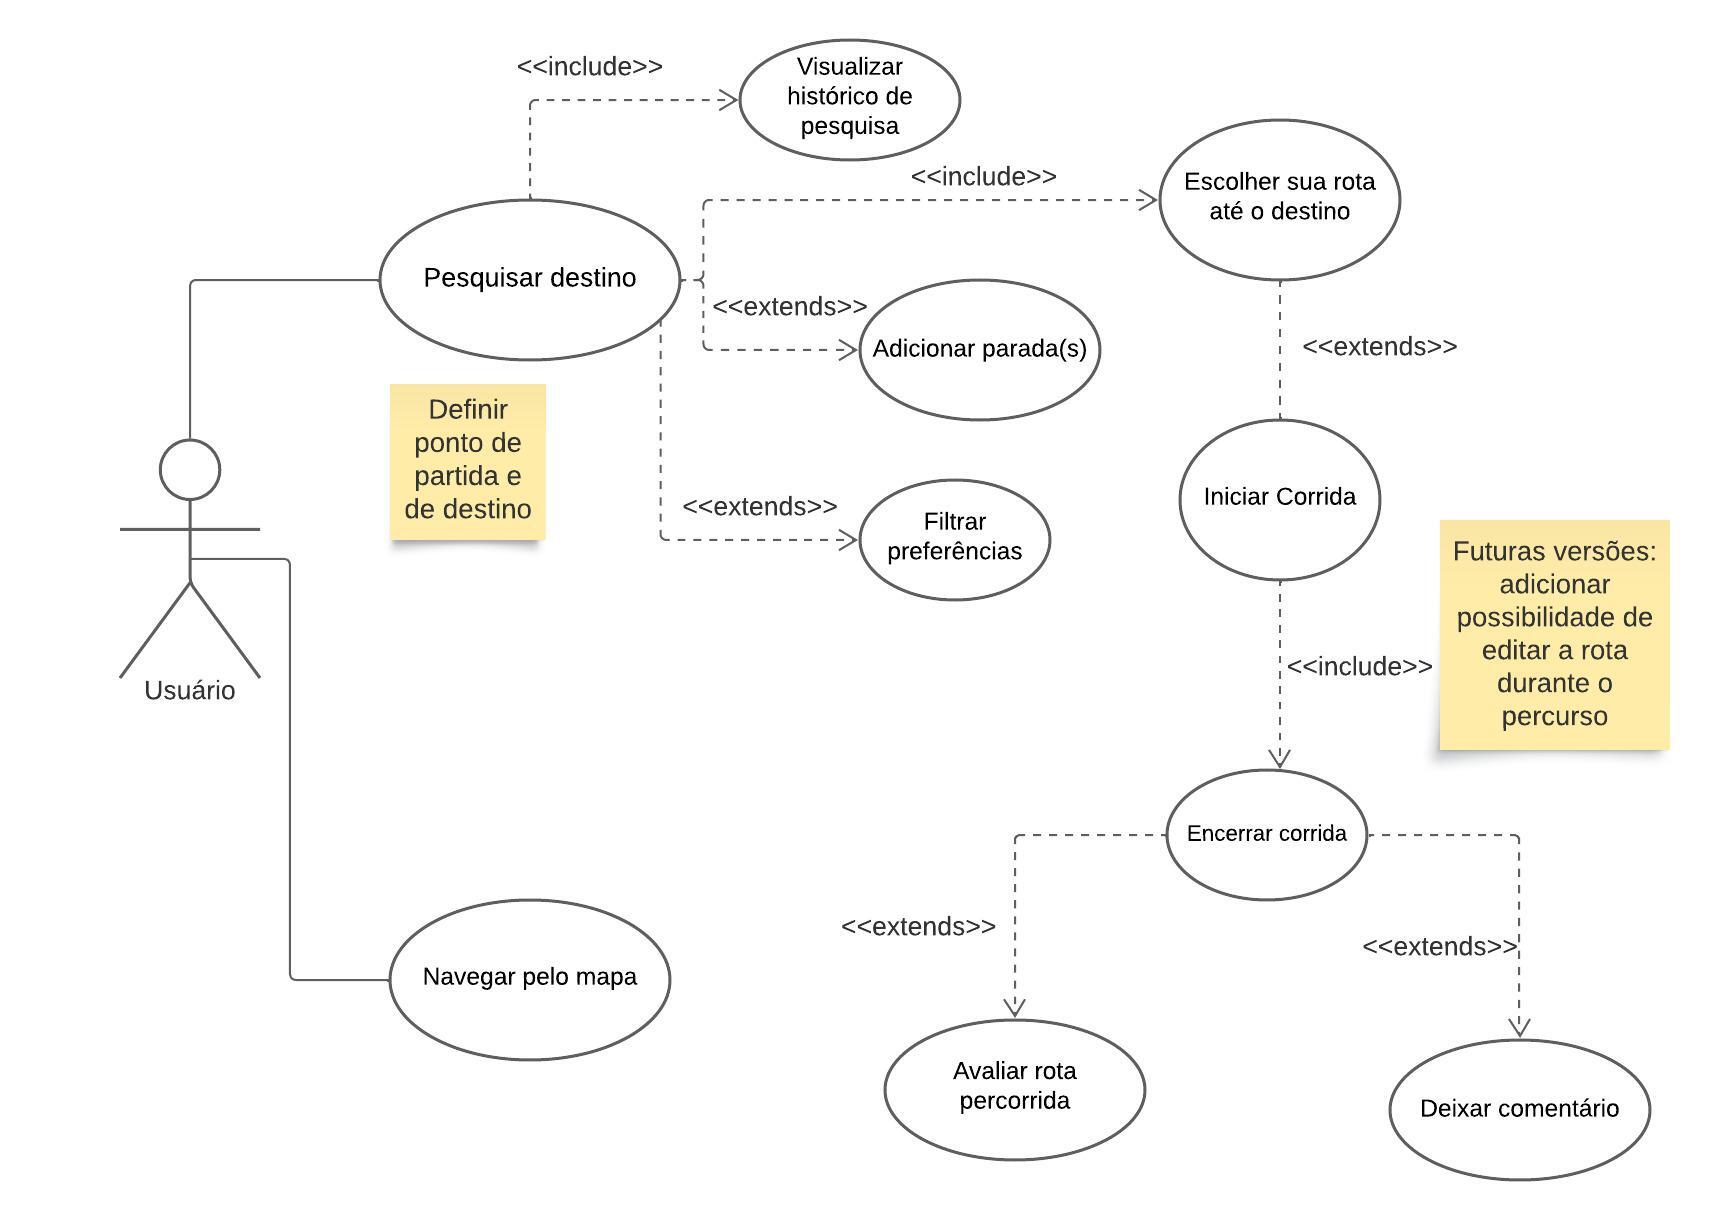 <<include>>
Visualizar
histórico de
pesquisa
<<include>>
Escolher sua rota
até o destino
Pesquisar destino
<<extends>>
Adicionar parada(s)
<<extends>>
Definir
ponto de
partida e
de destino
<<extends>>
Filtrar
preferências
Iniciar Corrida
Futuras versões:
adicionar
possibilidade de
editar a rota
durante o
percurso
<<include>>
Usuário
Encerrar corrida
<<extends>>
<<extends>>
Navegar pelo mapa
Avaliar rota
percorrida
Deixar comentário